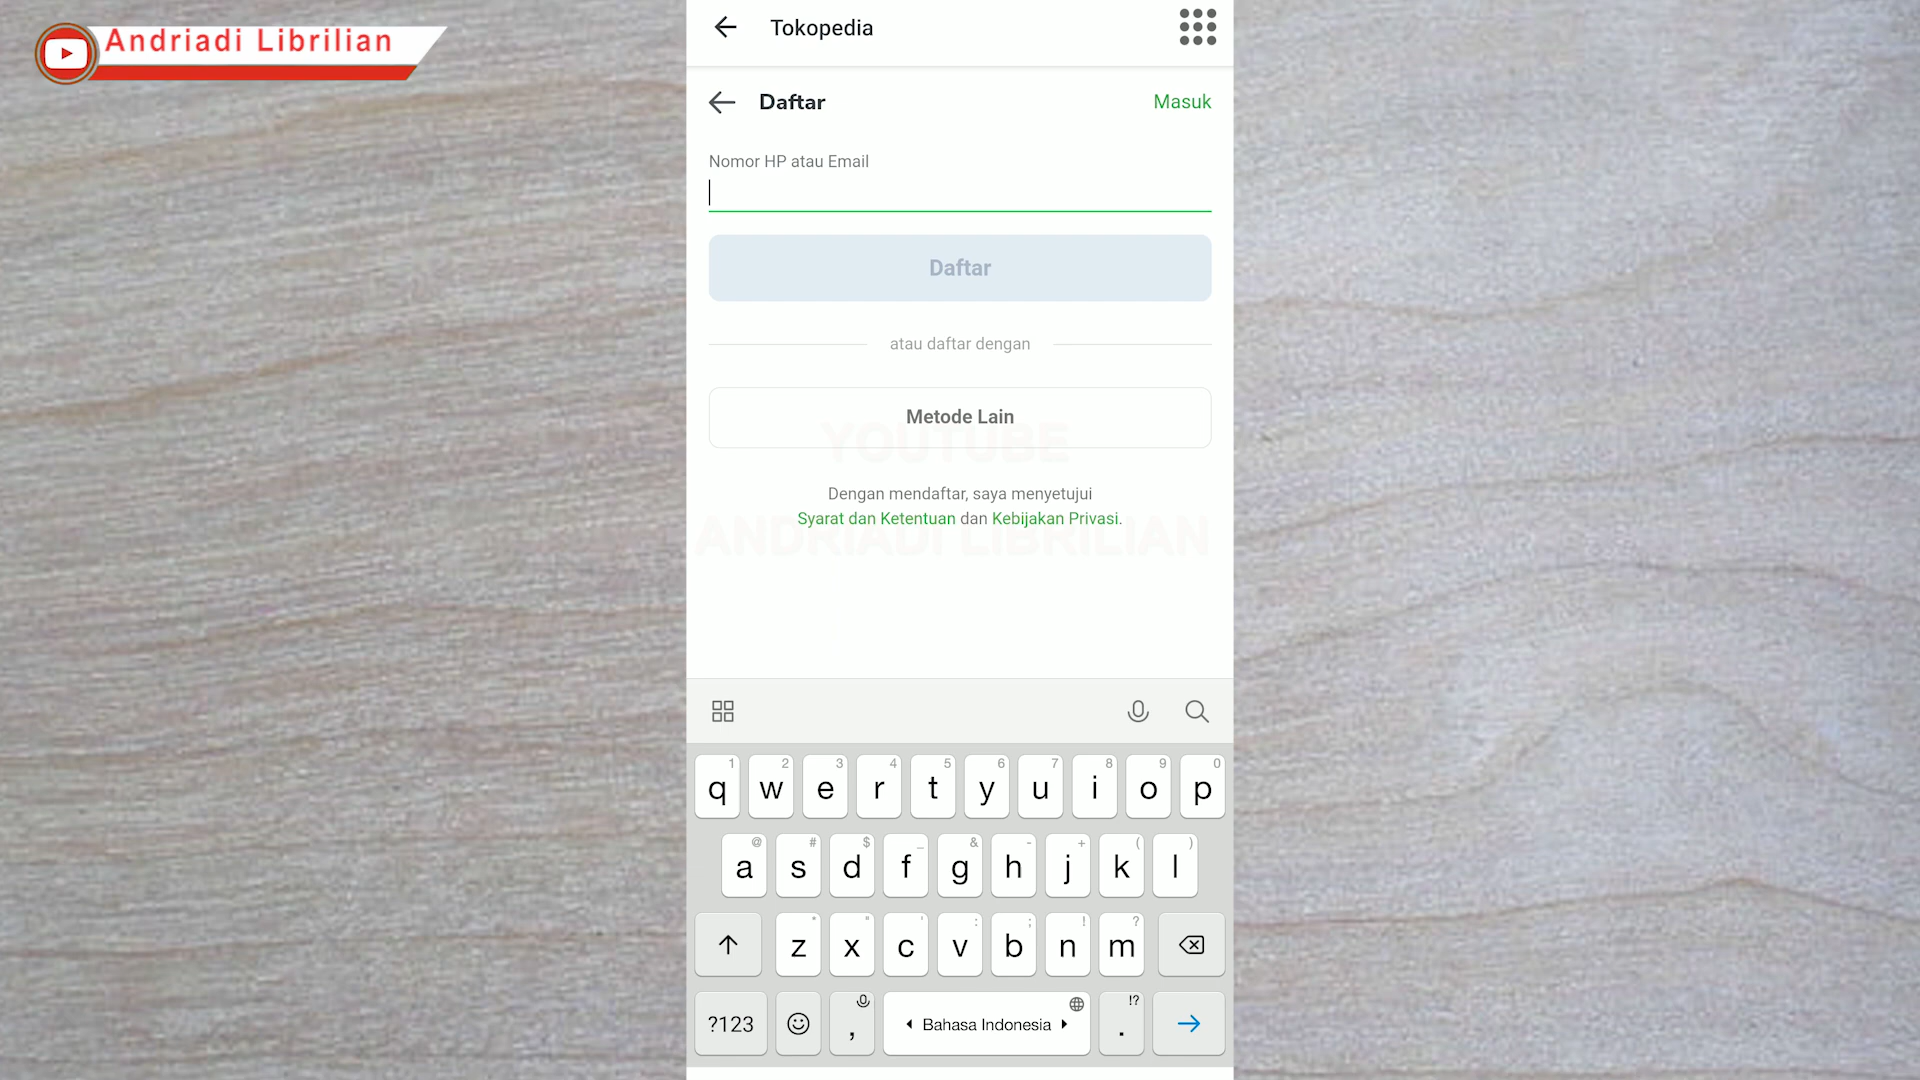 Andriadi Librilian
Tokopedia
Daftar
Masuk
Nomor HP atau Email
Daftar
atau daftar dengan
Metode Lain
YOUTUBE
Dengan mendaftar, saya menyetujui
Syarat dan Ketentuan dan Kebijakan Privasi.
ANDRIADI LIBRILIAN
1 2 3 4 5 6 7 8 9 0
q w e r t y u i o p
@ # $ _ & - + ( )
a s d f g h j k l
* " ' : ; ! ?
z x c v b n m
!?
?123 , Bahasa Indonesia .